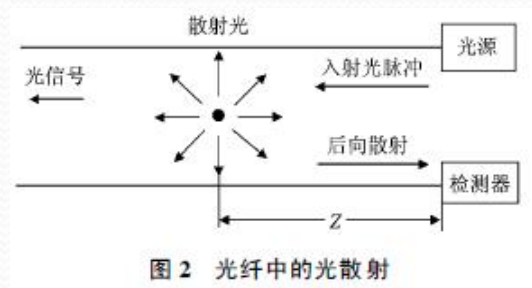 散射光
光源
光信号
入射光脉冲
后向散射
检测器
Z
图 2 光纤中的光散射